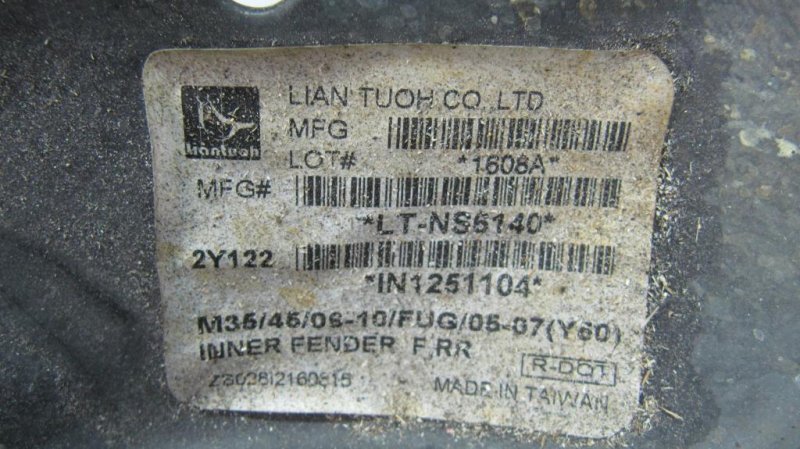 LIAN TUOH CO.,LTD
Liantuoh
MFG
LOT# *1608A*
MFG#
*LT-NS5140*
2Y122
*IN1251104*
M35/45/06-10/FUG/05-07(Y50)
INNER FENDER F,RR
R-DOT
MADE IN TAIWAN